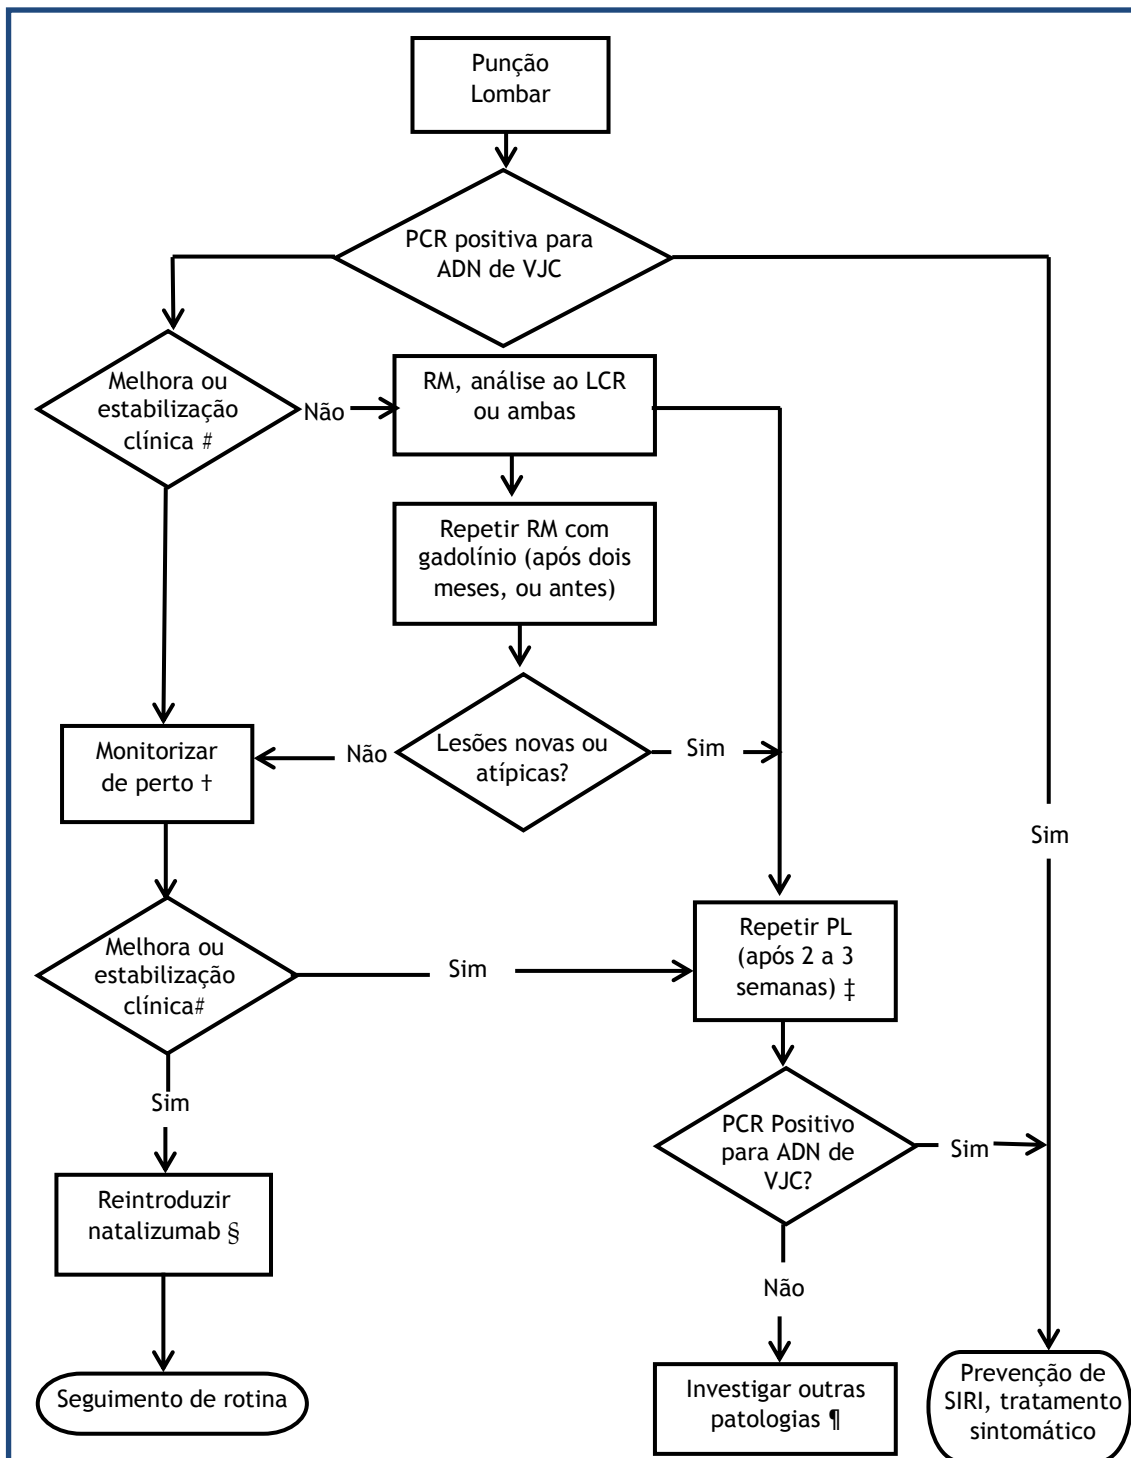 Punção
Lombar
PCR positiva para
ADN de VJC
Melhora ou
estabilização
clínica #
Não
RM, análise ao LCR
ou ambas
Repetir RM com
gadolínio (após dois
meses, ou antes)
Monitorizar
de perto †
Não
Lesões novas ou
atípicas?
Sim
Sim
Melhora ou
estabilização
clínica#
Sim
Repetir PL
(após 2 a 3
semanas) ‡
Sim
PCR Positivo
para ADN de
VJC?
Sim
Reintroduzir
natalizumab §
Não
Seguimento de rotina
Investigar outras
patologias ¶
Prevenção de
SIRI, tratamento
sintomático